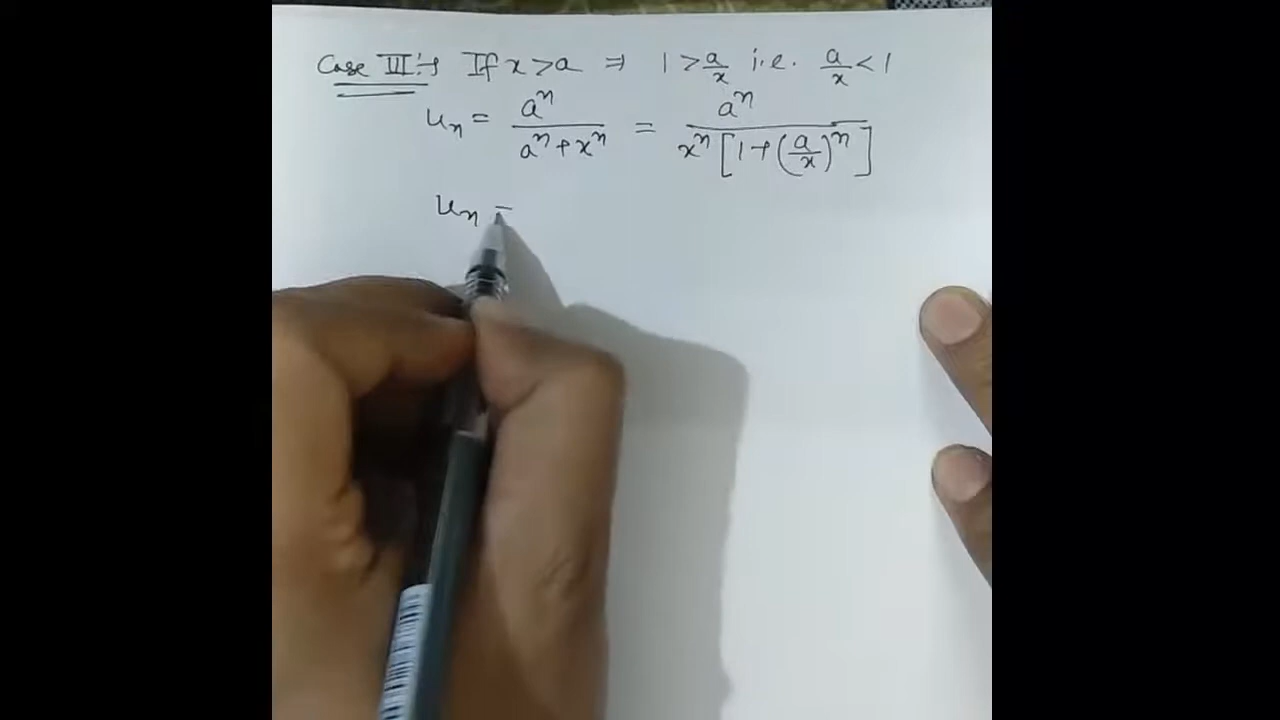 Case III :→ If x > a ⇒ 1 > a/x i.e. a/x < 1
uₙ = aⁿ/(aⁿ + xⁿ) = aⁿ/(xⁿ[1 + (a/x)ⁿ])
uₙ =